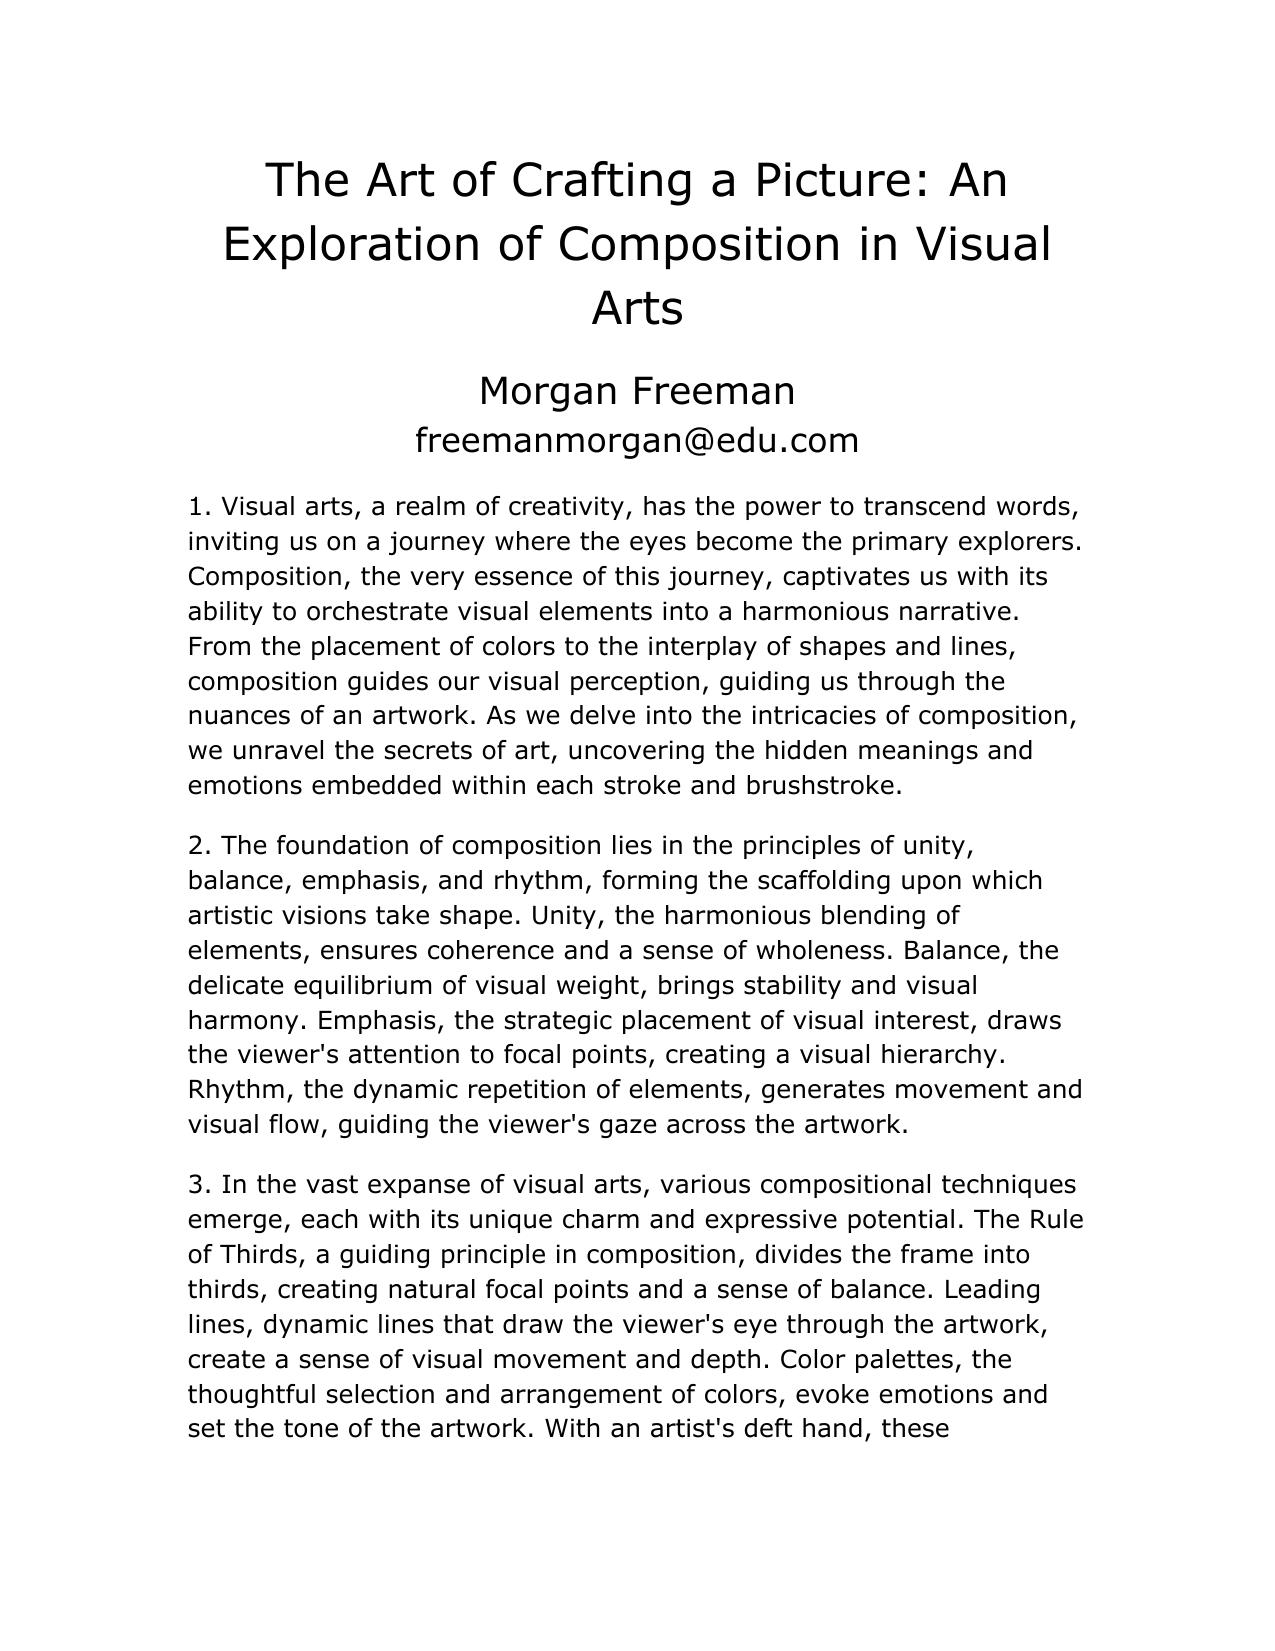 The Art of Crafting a Picture: An
Exploration of Composition in Visual
Arts
Morgan Freeman
freemanmorgan@edu.com
1. Visual arts, a realm of creativity, has the power to transcend words,
inviting us on a journey where the eyes become the primary explorers.
Composition, the very essence of this journey, captivates us with its
ability to orchestrate visual elements into a harmonious narrative.
From the placement of colors to the interplay of shapes and lines,
composition guides our visual perception, guiding us through the
nuances of an artwork. As we delve into the intricacies of composition,
we unravel the secrets of art, uncovering the hidden meanings and
emotions embedded within each stroke and brushstroke.
2. The foundation of composition lies in the principles of unity,
balance, emphasis, and rhythm, forming the scaffolding upon which
artistic visions take shape. Unity, the harmonious blending of
elements, ensures coherence and a sense of wholeness. Balance, the
delicate equilibrium of visual weight, brings stability and visual
harmony. Emphasis, the strategic placement of visual interest, draws
the viewer's attention to focal points, creating a visual hierarchy.
Rhythm, the dynamic repetition of elements, generates movement and
visual flow, guiding the viewer's gaze across the artwork.
3. In the vast expanse of visual arts, various compositional techniques
emerge, each with its unique charm and expressive potential. The Rule
of Thirds, a guiding principle in composition, divides the frame into
thirds, creating natural focal points and a sense of balance. Leading
lines, dynamic lines that draw the viewer's eye through the artwork,
create a sense of visual movement and depth. Color palettes, the
thoughtful selection and arrangement of colors, evoke emotions and
set the tone of the artwork. With an artist's deft hand, these